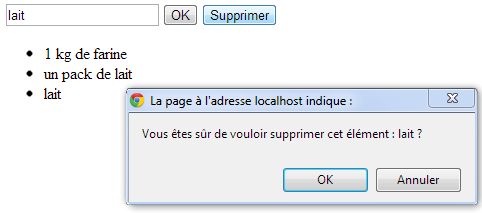 lait OK Supprimer
1 kg de farine
un pack de lait
lait
La page à l'adresse localhost indique :
Vous êtes sûr de vouloir supprimer cet élément : lait ?
OK Annuler